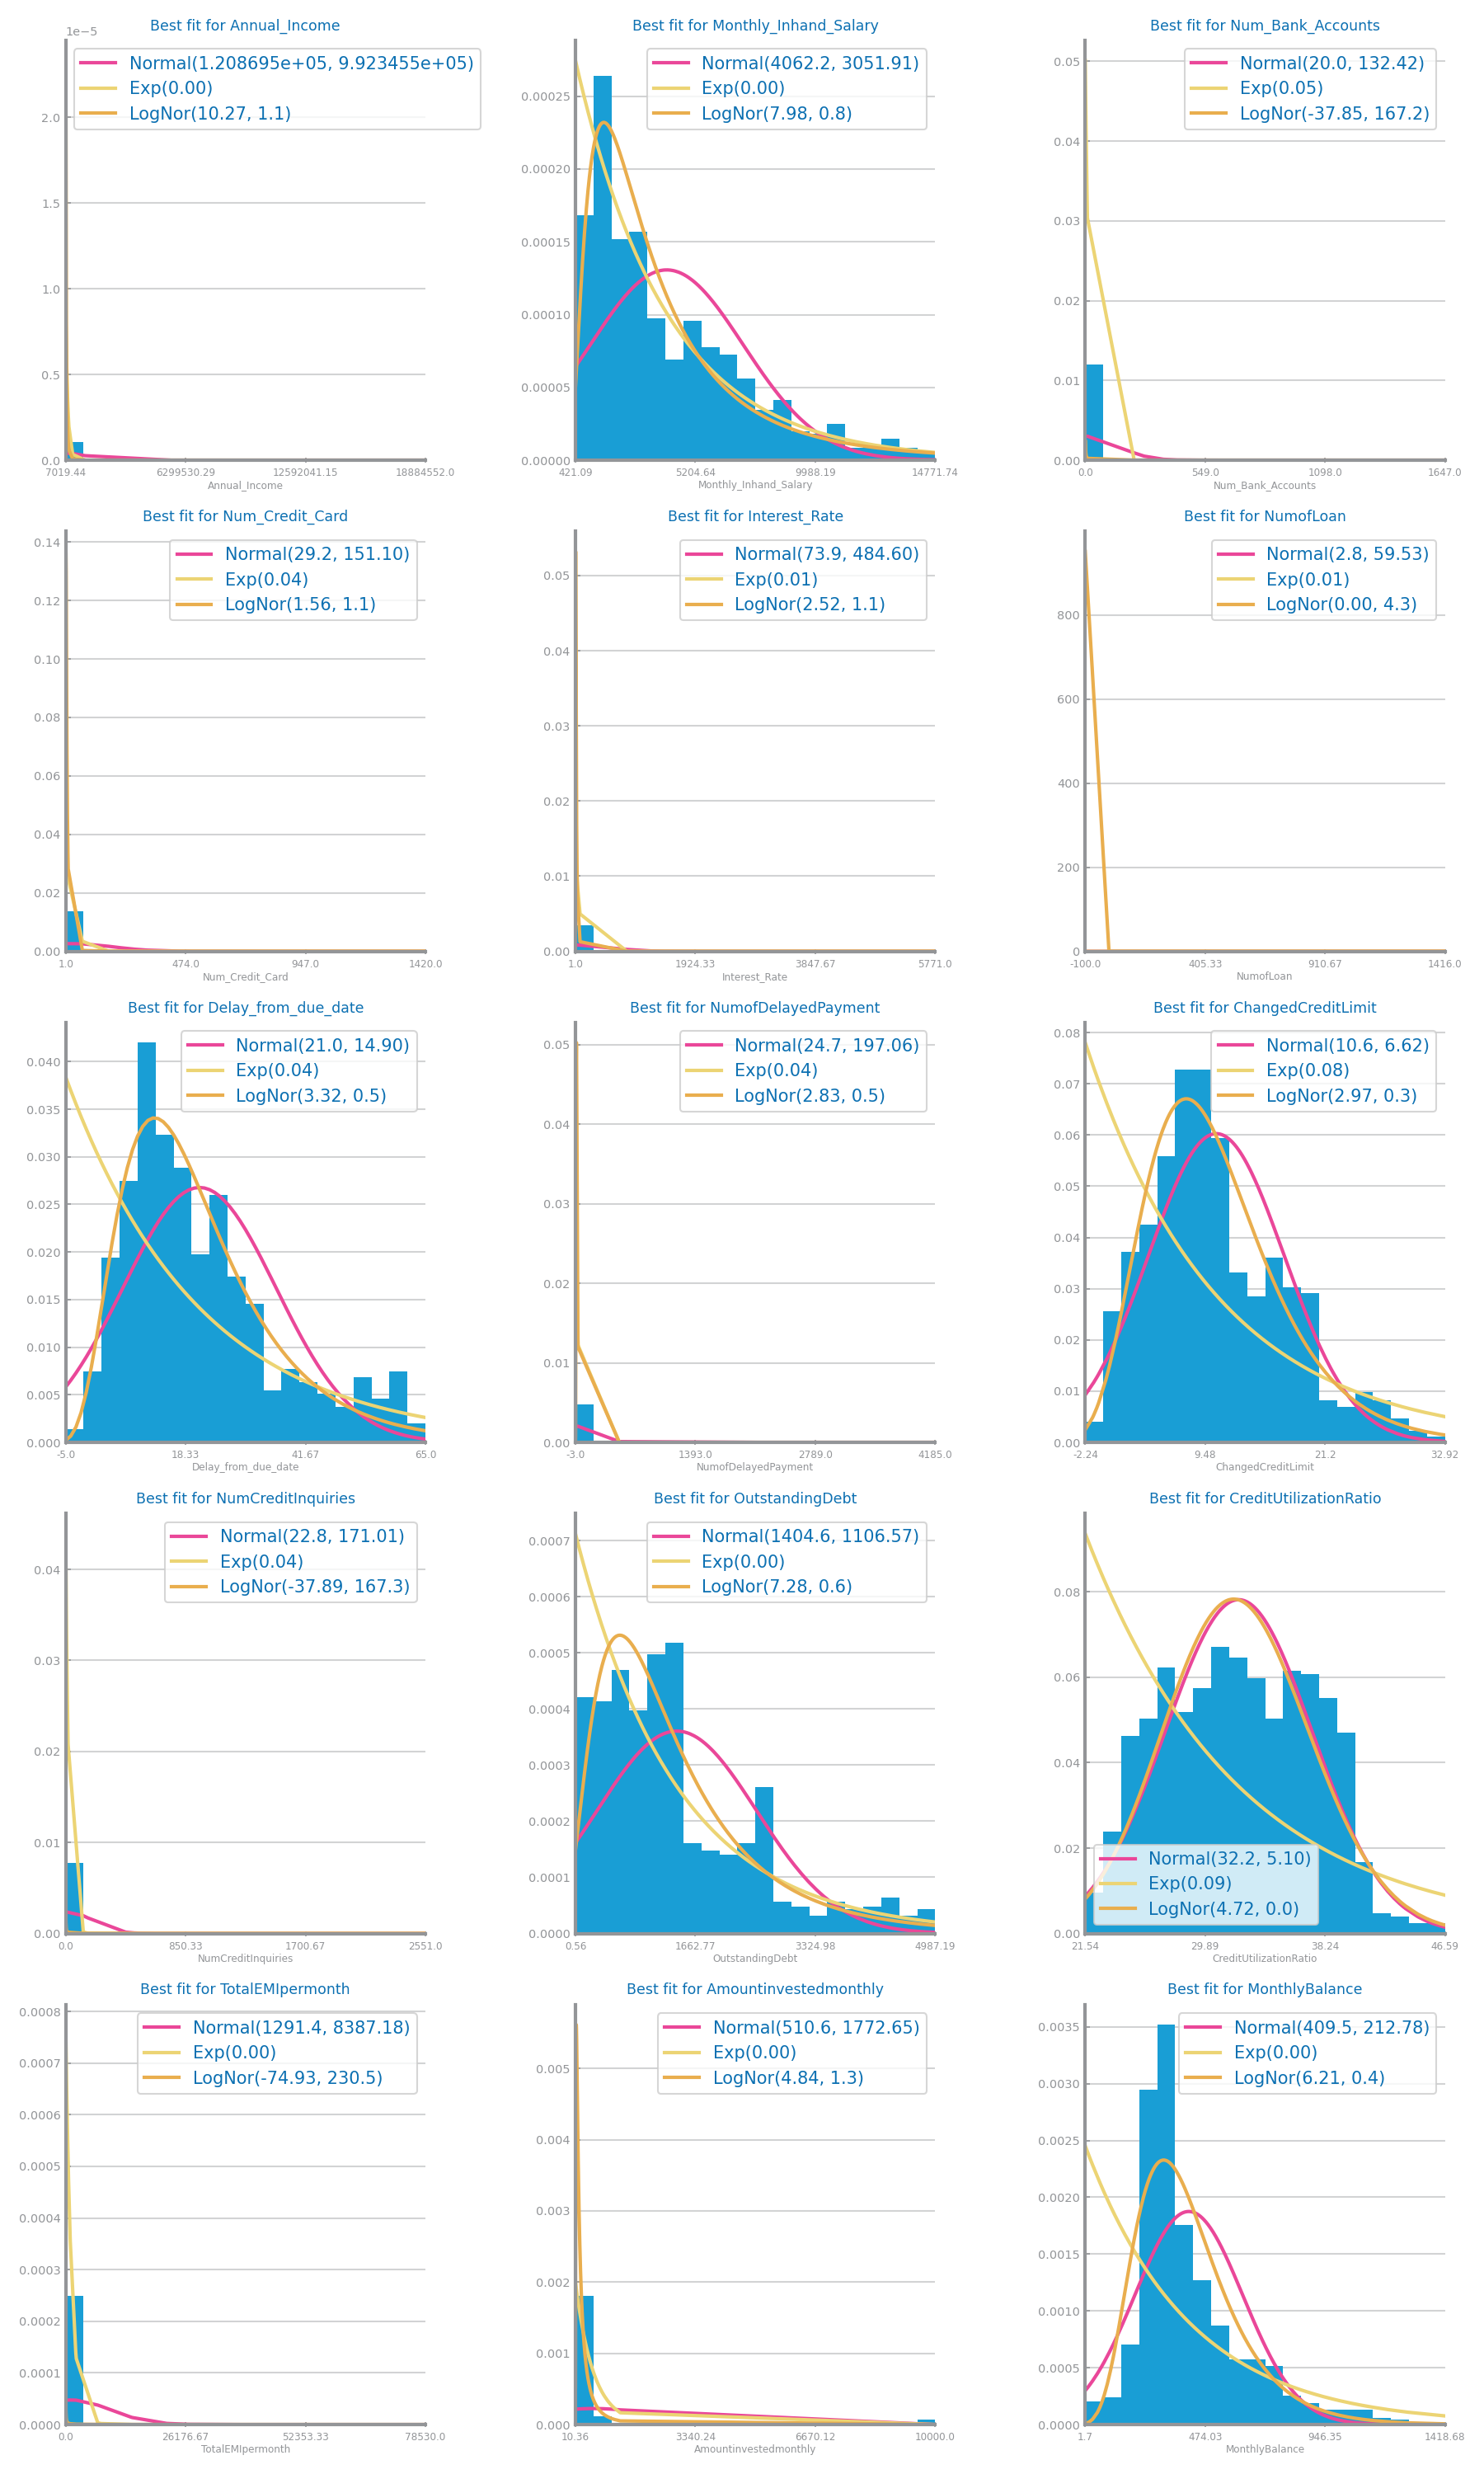 Best fit for Annual_Income
1e−5
Normal(1.208695e+05, 9.923455e+05)
Exp(0.00)
LogNor(10.27, 1.1)
2.0
1.5
1.0
0.5
0.0
7019.44 6299530.29 12592041.15 18884552.0
Annual_Income
Best fit for Monthly_Inhand_Salary
Normal(4062.2, 3051.91)
Exp(0.00)
LogNor(7.98, 0.8)
0.00025
0.00020
0.00015
0.00010
0.00005
0.00000
421.09 5204.64 9988.19 14771.74
Monthly_Inhand_Salary
Best fit for Num_Bank_Accounts
Normal(20.0, 132.42)
Exp(0.05)
LogNor(-37.85, 167.2)
0.05
0.04
0.03
0.02
0.01
0.00
0.0 549.0 1098.0 1647.0
Num_Bank_Accounts
Best fit for Num_Credit_Card
Normal(29.2, 151.10)
Exp(0.04)
LogNor(1.56, 1.1)
0.14
0.12
0.10
0.08
0.06
0.04
0.02
0.00
1.0 474.0 947.0 1420.0
Num_Credit_Card
Best fit for Interest_Rate
Normal(73.9, 484.60)
Exp(0.01)
LogNor(2.52, 1.1)
0.05
0.04
0.03
0.02
0.01
0.00
1.0 1924.33 3847.67 5771.0
Interest_Rate
Best fit for NumofLoan
Normal(2.8, 59.53)
Exp(0.01)
LogNor(0.00, 4.3)
800
600
400
200
0
-100.0 405.33 910.67 1416.0
NumofLoan
Best fit for Delay_from_due_date
Normal(21.0, 14.90)
Exp(0.04)
LogNor(3.32, 0.5)
0.040
0.035
0.030
0.025
0.020
0.015
0.010
0.005
0.000
-5.0 18.33 41.67 65.0
Delay_from_due_date
Best fit for NumofDelayedPayment
Normal(24.7, 197.06)
Exp(0.04)
LogNor(2.83, 0.5)
0.05
0.04
0.03
0.02
0.01
0.00
-3.0 1393.0 2789.0 4185.0
NumofDelayedPayment
Best fit for ChangedCreditLimit
Normal(10.6, 6.62)
Exp(0.08)
LogNor(2.97, 0.3)
0.08
0.07
0.06
0.05
0.04
0.03
0.02
0.01
0.00
-2.24 9.48 21.2 32.92
ChangedCreditLimit
Best fit for NumCreditInquiries
Normal(22.8, 171.01)
Exp(0.04)
LogNor(-37.89, 167.3)
0.04
0.03
0.02
0.01
0.00
0.0 850.33 1700.67 2551.0
NumCreditInquiries
Best fit for OutstandingDebt
Normal(1404.6, 1106.57)
Exp(0.00)
LogNor(7.28, 0.6)
0.0007
0.0006
0.0005
0.0004
0.0003
0.0002
0.0001
0.0000
0.56 1662.77 3324.98 4987.19
OutstandingDebt
Best fit for CreditUtilizationRatio
0.08
0.06
0.04
0.02
0.00
Normal(32.2, 5.10)
Exp(0.09)
LogNor(4.72, 0.0)
21.54 29.89 38.24 46.59
CreditUtilizationRatio
Best fit for TotalEMIpermonth
Normal(1291.4, 8387.18)
Exp(0.00)
LogNor(-74.93, 230.5)
0.0008
0.0007
0.0006
0.0005
0.0004
0.0003
0.0002
0.0001
0.0000
0.0 26176.67 52353.33 78530.0
TotalEMIpermonth
Best fit for Amountinvestedmonthly
Normal(510.6, 1772.65)
Exp(0.00)
LogNor(4.84, 1.3)
0.005
0.004
0.003
0.002
0.001
0.000
10.36 3340.24 6670.12 10000.0
Amountinvestedmonthly
Best fit for MonthlyBalance
Normal(409.5, 212.78)
Exp(0.00)
LogNor(6.21, 0.4)
0.0035
0.0030
0.0025
0.0020
0.0015
0.0010
0.0005
0.0000
1.7 474.03 946.35 1418.68
MonthlyBalance